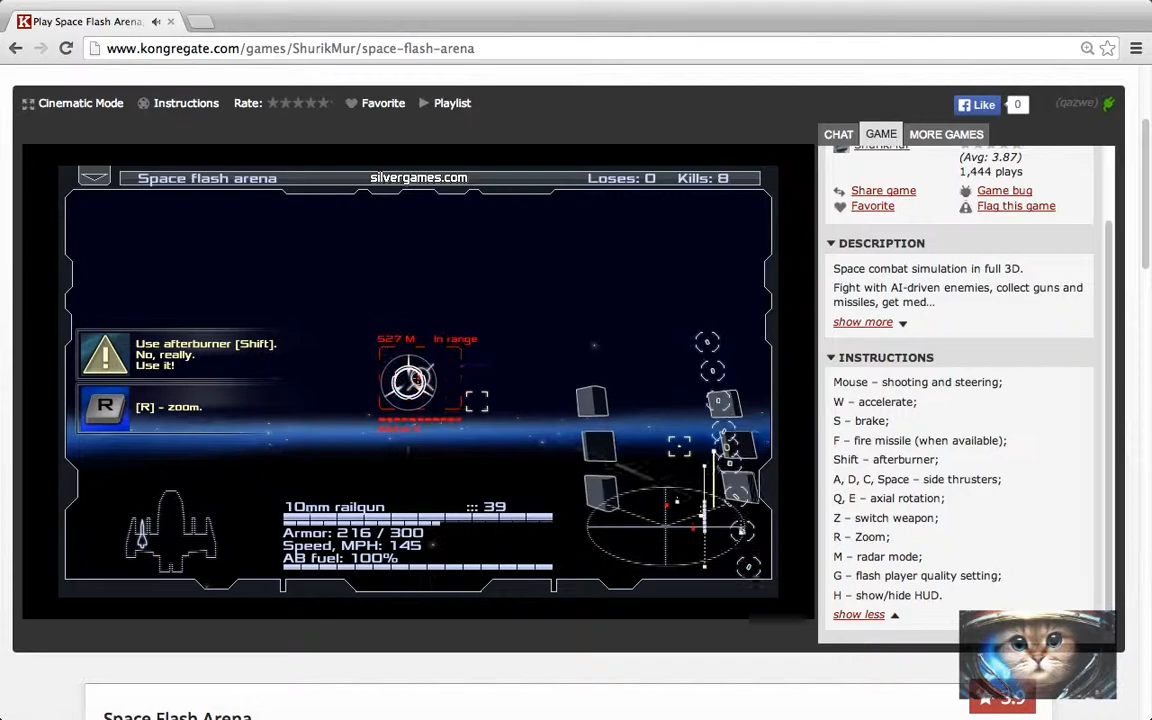 Play Space Flash Arena,
www.kongregate.com/games/ShurikMur/space-flash-arena
Cinematic Mode
Instructions
Rate:
Favorite
Playlist
Like
0
(qazwe)
CHAT
GAME
MORE GAMES
Space flash arena
silvergames.com
Loses: 0
Kills: 8
ShurikMur
(Avg: 3.87)
1,444 plays
Share game
Game bug
Favorite
Flag this game
DESCRIPTION
Space combat simulation in full 3D.
Fight with AI-driven enemies, collect guns and
missiles, get med...
show more
INSTRUCTIONS
Mouse – shooting and steering;
W – accelerate;
S – brake;
F – fire missile (when available);
Shift – afterburner;
A, D, C, Space – side thrusters;
Q, E – axial rotation;
Z – switch weapon;
R – Zoom;
M – radar mode;
G – flash player quality setting;
H – show/hide HUD.
show less
Use afterburner [Shift].
No, really.
Use it!
R
[R] - zoom.
527 M
In range
10mm railgun
::: 39
Armor: 216 / 300
Speed, MPH: 145
AB fuel: 100%
3.9
Space Flash Arena